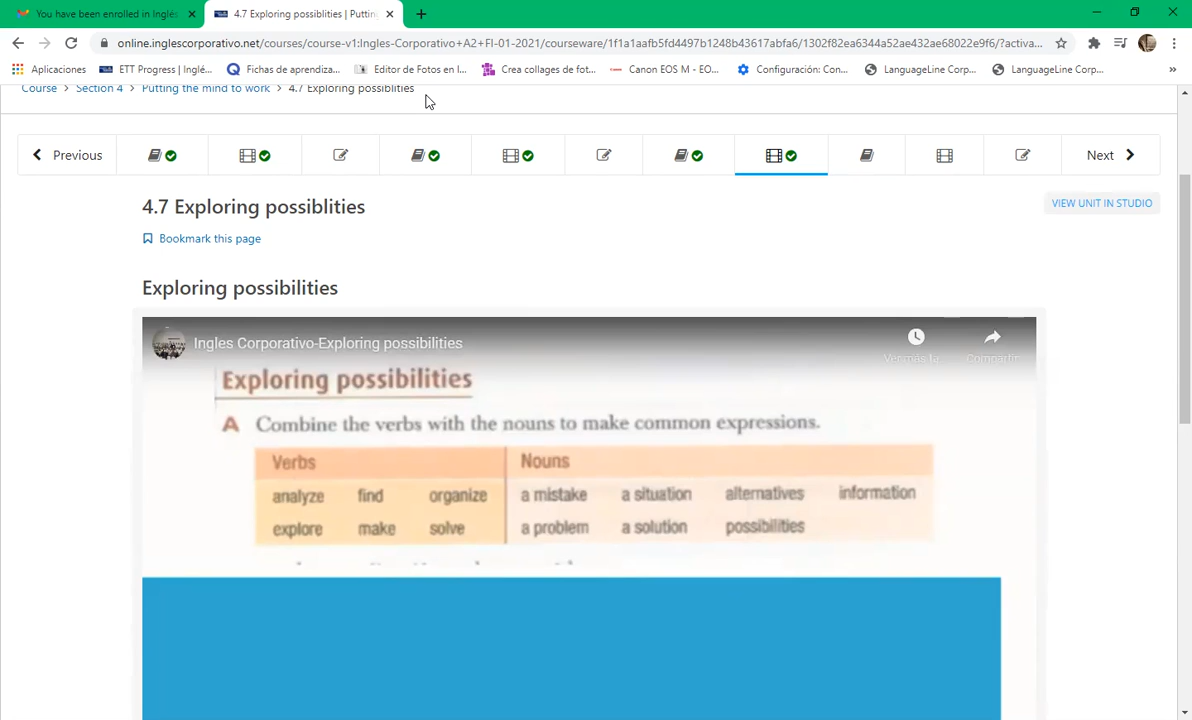 You have been enrolled in Inglés
4.7 Exploring possiblities | Puttin
online.inglescorporativo.net/courses/course-v1:Ingles-Corporativo+A2+FI-01-2021/courseware/1f1a1aafb5fd4497b1248b43617abfa6/1302f82ea6344a52ae432ae68022e9f6/?activa...
Aplicaciones ETT Progress | Inglé... Fichas de aprendiza... Editor de Fotos en l... Crea collages de fot... Canon EOS M - EO... Configuración: Con... LanguageLine Corp... LanguageLine Corp... »
Course > Section 4 > Putting the mind to work > 4.7 Exploring possiblities
Previous Next
4.7 Exploring possiblities
VIEW UNIT IN STUDIO
Bookmark this page
Exploring possibilities
Ingles Corporativo-Exploring possibilities
Ver más ta... Compartir
Exploring possibilities
A Combine the verbs with the nouns to make common expressions.
Verbs Nouns
analyze find organize a mistake a situation alternatives information
explore make solve a problem a solution possibilities